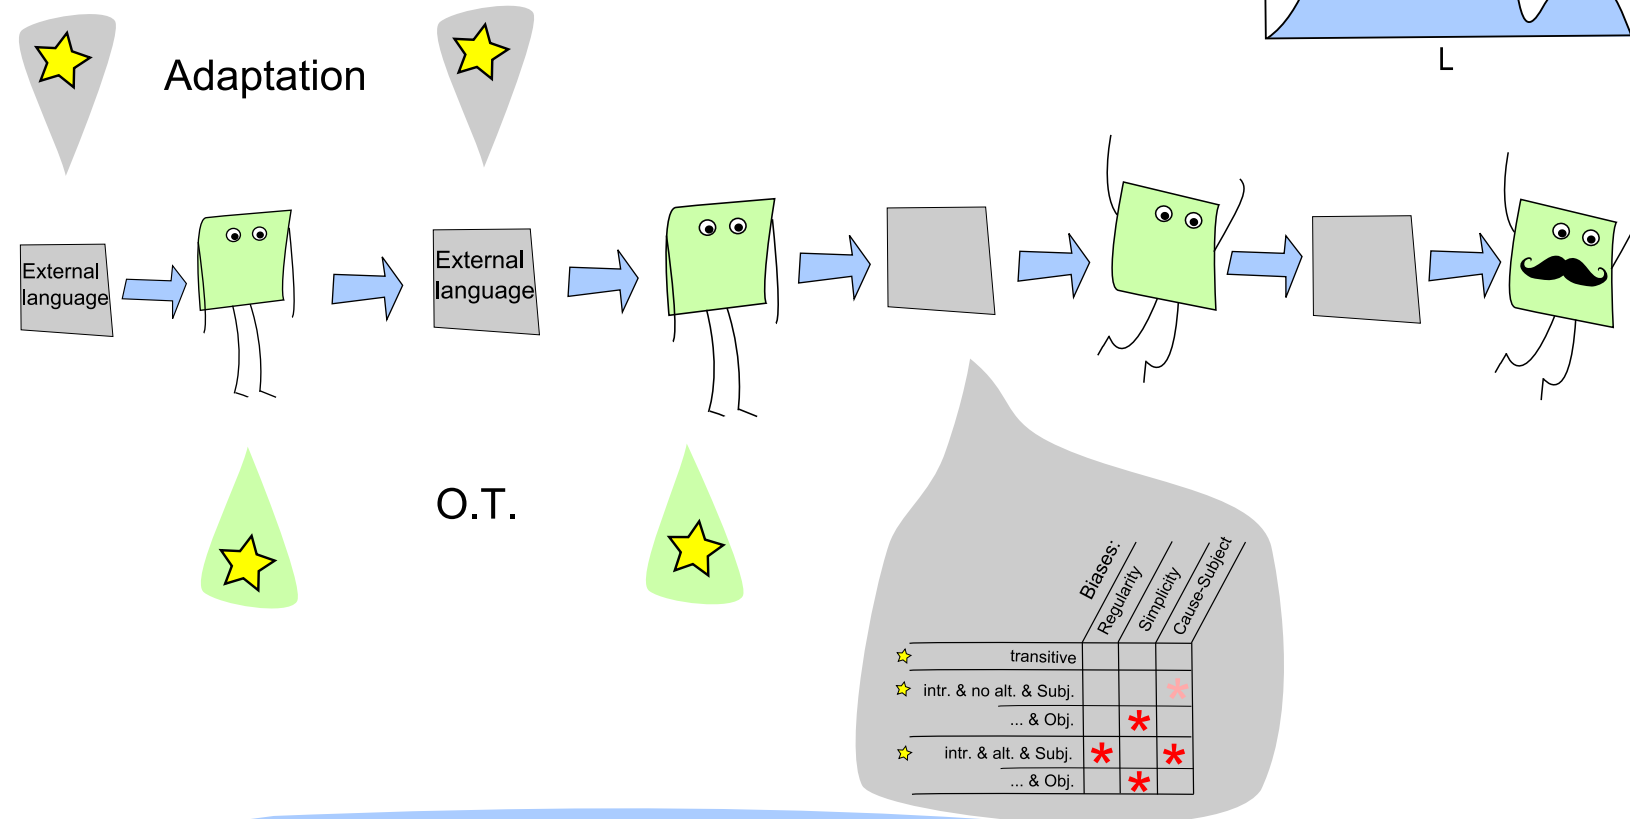 L
Adaptation
External
language
External
language
O.T.
Biases:
Regularity
Simplicity
Cause-Subject
transitive
intr. & no alt. & Subj.
*
... & Obj.
*
intr. & alt. & Subj.
* *
... & Obj.
*